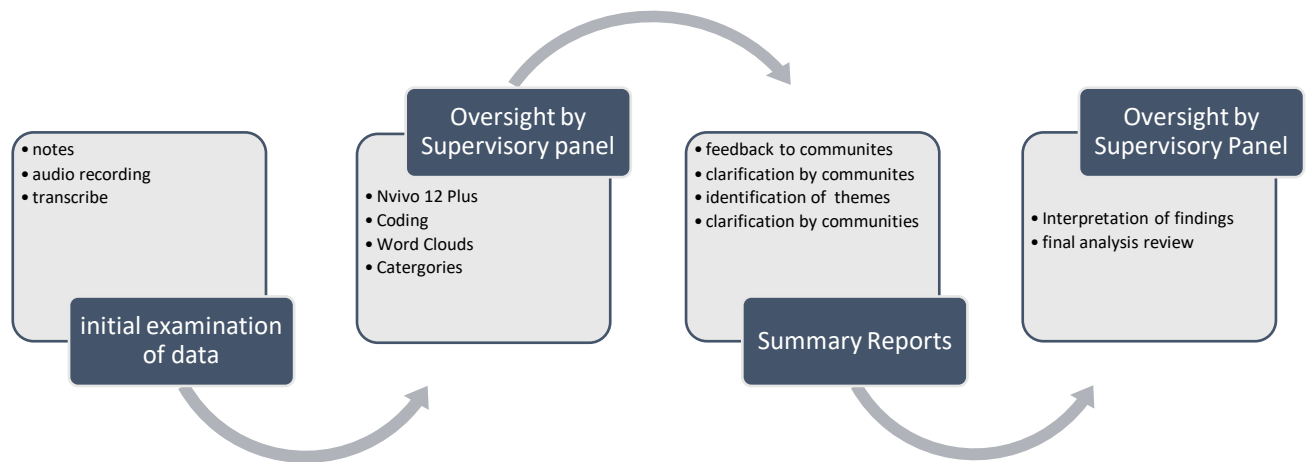 • notes
• audio recording
• transcribe
initial examination
of data
Oversight by
Supervisory panel
• Nvivo 12 Plus
• Coding
• Word Clouds
• Catergories
• feedback to communites
• clarification by communites
• identification of themes
• clarification by communities
Summary Reports
Oversight by
Supervisory Panel
• Interpretation of findings
• final analysis review